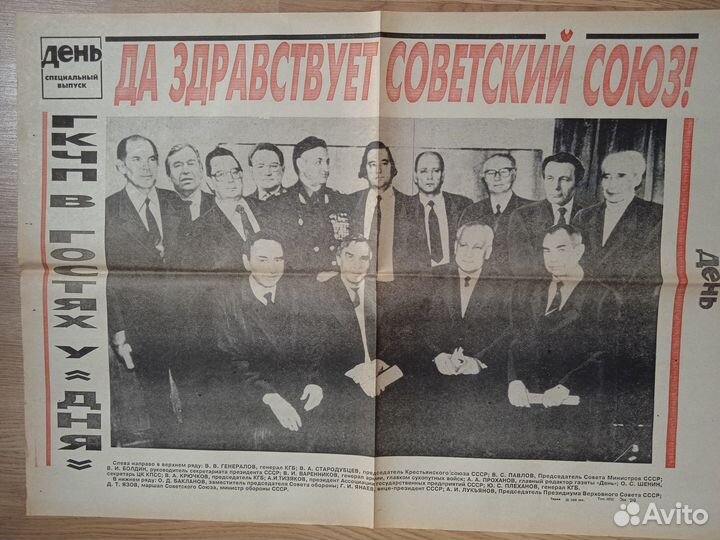 день
СПЕЦИАЛЬНЫЙ
ВЫПУСК
ДА ЗДРАВСТВУЕТ СОВЕТСКИЙ СОЮЗ!
ГКЧП В ГОСТЯХ У «ДНЯ»
день
Слева направо в верхнем ряду: В. В. ГЕНЕРАЛОВ, генерал КГБ; В. А. СТАРОДУБЦЕВ, председатель Крестьянского союза СССР; В. С. ПАВЛОВ, Председатель Совета Министров СССР;
В. И. БОЛДИН, руководитель секретариата президента СССР; В. И. ВАРЕННИКОВ, генерал армии, главком сухопутных войск; А. А. ПРОХАНОВ, главный редактор газеты «День»; О. С. ШЕНИН,
секретарь ЦК КПСС; В. А. КРЮЧКОВ, председатель КГБ; А.И.ТИЗЯКОВ, президент Ассоциации государственных предприятий СССР; Ю. С. ПЛЕХАНОВ, генерал КГБ.
В нижнем ряду: О. Д. БАКЛАНОВ, заместитель председателя Совета обороны; Г. И. ЯНАЕВ, вице-президент СССР; А. И. ЛУКЬЯНОВ, Председатель Президиума Верховного Совета СССР;
Д. Т. ЯЗОВ, маршал Советского Союза, министр обороны СССР.
Avito